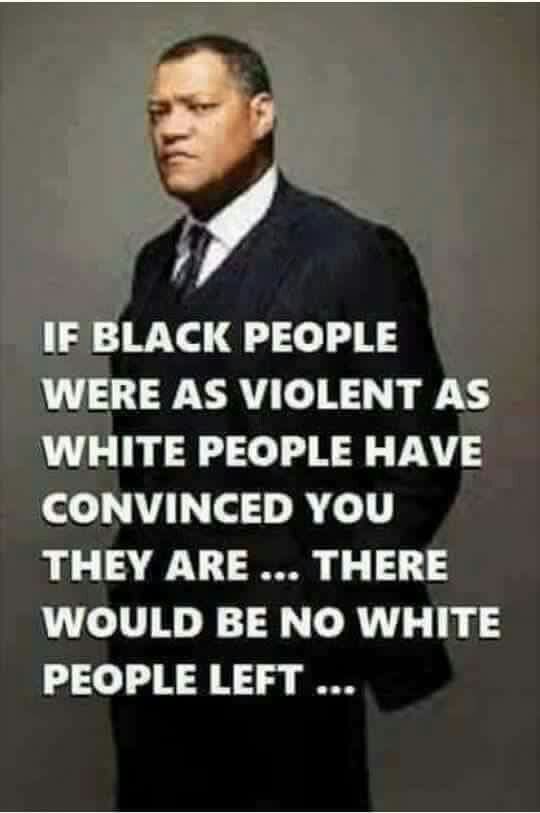 IF BLACK PEOPLE
WERE AS VIOLENT AS
WHITE PEOPLE HAVE
CONVINCED YOU
THEY ARE ... THERE
WOULD BE NO WHITE
PEOPLE LEFT ...